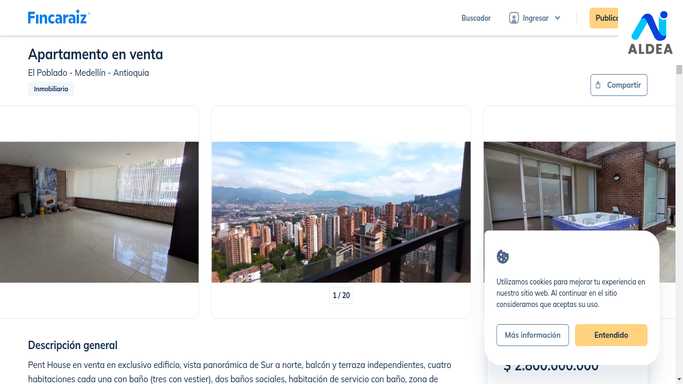 Fincaraiz
Buscador
Ingresar
Public
ALDEA
Apartamento en venta
El Poblado - Medellín - Antioquia
Inmobiliario
Compartir
1 / 20
Utilizamos cookies para mejorar tu experiencia en
nuestro sitio web. Al continuar en el sitio
consideramos que aceptas su uso.
Más información
Entendido
$ 2.800.000.000
Descripción general
Pent House en venta en exclusivo edificio, vista panorámica de Sur a norte, balcón y terraza independientes, cuatro
habitaciones cada una con baño (tres con vestier), dos baños sociales, habitación de servicio con baño, zona de